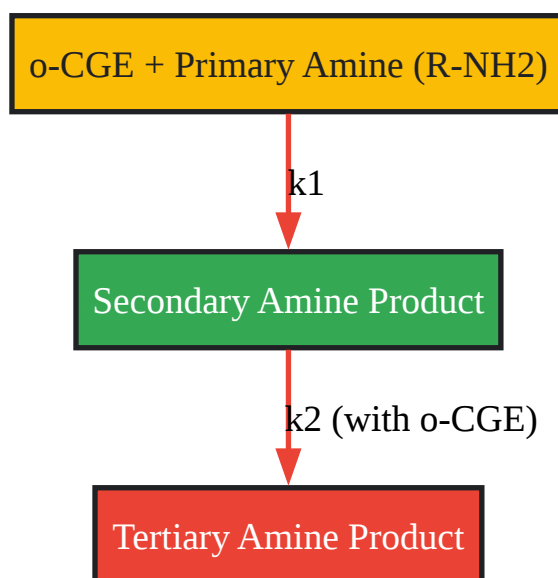 o-CGE + Primary Amine (R-NH2)
k1
Secondary Amine Product
k2 (with o-CGE)
Tertiary Amine Product